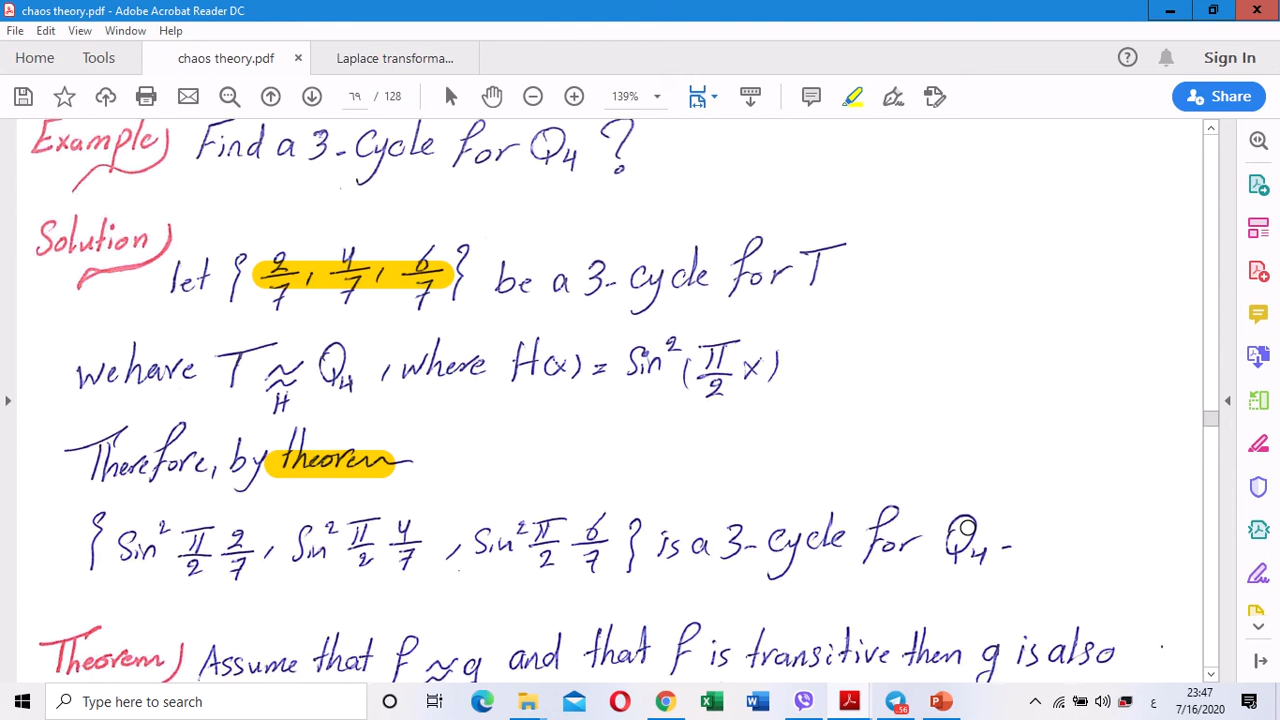 chaos theory.pdf - Adobe Acrobat Reader DC
File Edit View Window Help
Home Tools chaos theory.pdf × Laplace transforma... Sign In
٦٩ / 128 139% Share
Example) Find a 3-cycle for Q₄ ?
Solution)
let { 2/7 , 4/7 , 6/7 } be a 3-cycle for T
we have T ≈_H Q₄ , where H(x) = Sin² ( π/2 x )
Therefore, by theorem
{ Sin² π/2 2/7 , Sin² π/2 4/7 , Sin² π/2 6/7 } is a 3-cycle for Q₄ -
Theorem) Assume that f ≈ g and that f is transitive then g is also
Type here to search
56
ع
23:47
7/16/2020